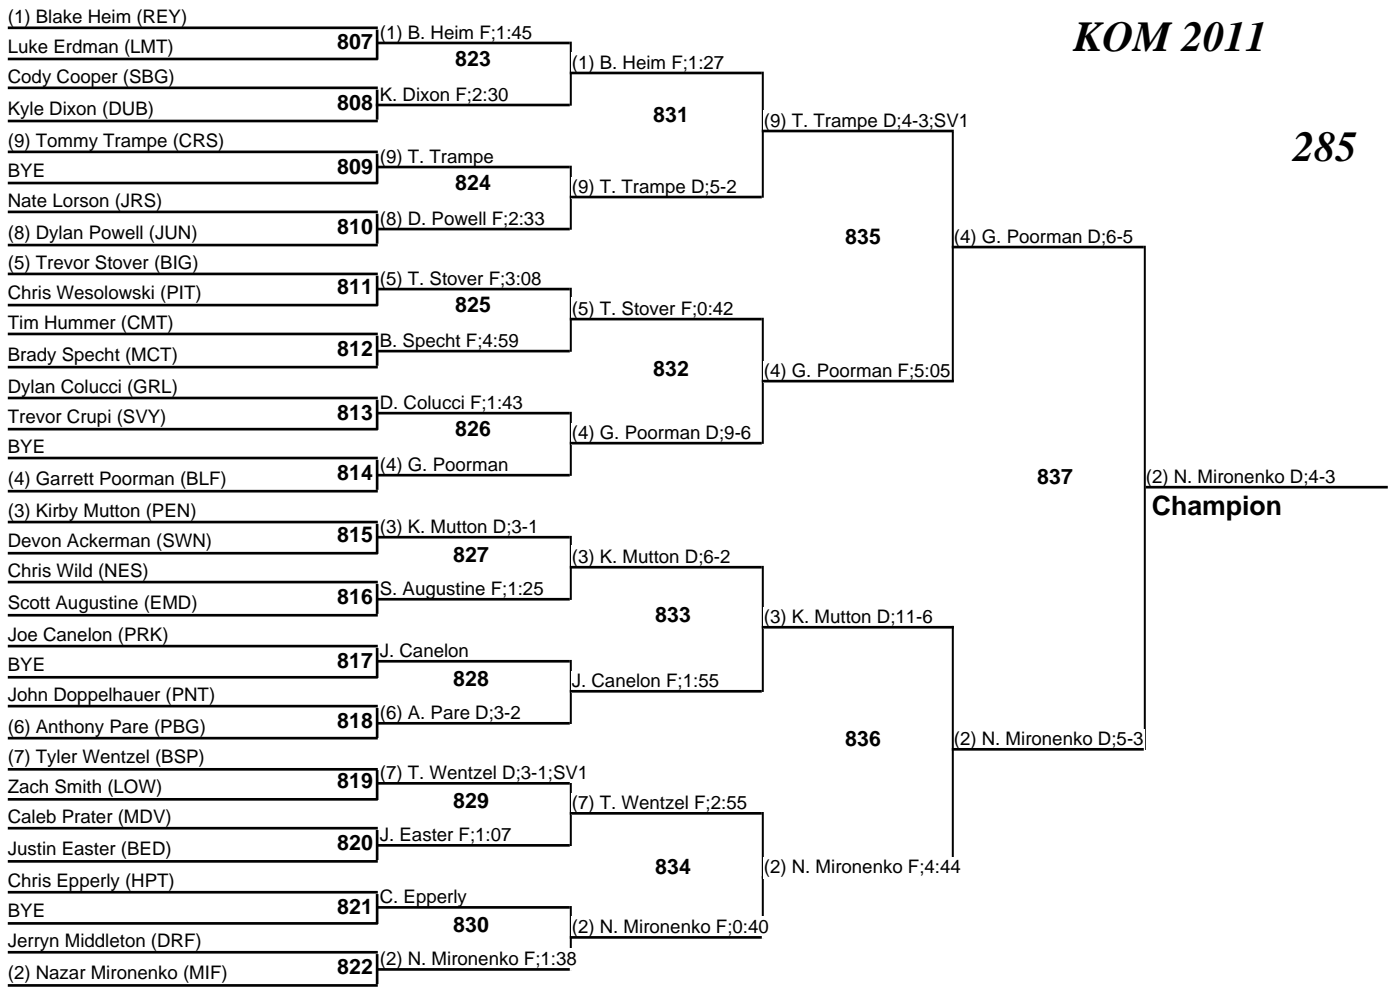 KOM 2011
285
(1) Blake Heim (REY)
Luke Erdman (LMT)
Cody Cooper (SBG)
Kyle Dixon (DUB)
(9) Tommy Trampe (CRS)
BYE
Nate Lorson (JRS)
(8) Dylan Powell (JUN)
(5) Trevor Stover (BIG)
Chris Wesolowski (PIT)
Tim Hummer (CMT)
Brady Specht (MCT)
Dylan Colucci (GRL)
Trevor Crupi (SVY)
BYE
(4) Garrett Poorman (BLF)
(3) Kirby Mutton (PEN)
Devon Ackerman (SWN)
Chris Wild (NES)
Scott Augustine (EMD)
Joe Canelon (PRK)
BYE
John Doppelhauer (PNT)
(6) Anthony Pare (PBG)
(7) Tyler Wentzel (BSP)
Zach Smith (LOW)
Caleb Prater (MDV)
Justin Easter (BED)
Chris Epperly (HPT)
BYE
Jerryn Middleton (DRF)
(2) Nazar Mironenko (MIF)
807
808
809
810
811
812
813
814
815
816
817
818
819
820
821
822
(1) B. Heim F;1:45
K. Dixon F;2:30
(9) T. Trampe
(8) D. Powell F;2:33
(5) T. Stover F;3:08
B. Specht F;4:59
D. Colucci F;1:43
(4) G. Poorman
(3) K. Mutton D;3-1
S. Augustine F;1:25
J. Canelon
(6) A. Pare D;3-2
(7) T. Wentzel D;3-1;SV1
J. Easter F;1:07
C. Epperly
(2) N. Mironenko F;1:38
823
824
825
826
827
828
829
830
(1) B. Heim F;1:27
(9) T. Trampe D;5-2
(5) T. Stover F;0:42
(4) G. Poorman D;9-6
(3) K. Mutton D;6-2
J. Canelon F;1:55
(7) T. Wentzel F;2:55
(2) N. Mironenko F;0:40
831
832
833
834
(9) T. Trampe D;4-3;SV1
(4) G. Poorman F;5:05
(3) K. Mutton D;11-6
(2) N. Mironenko F;4:44
835
836
(4) G. Poorman D;6-5
(2) N. Mironenko D;5-3
837
(2) N. Mironenko D;4-3
Champion